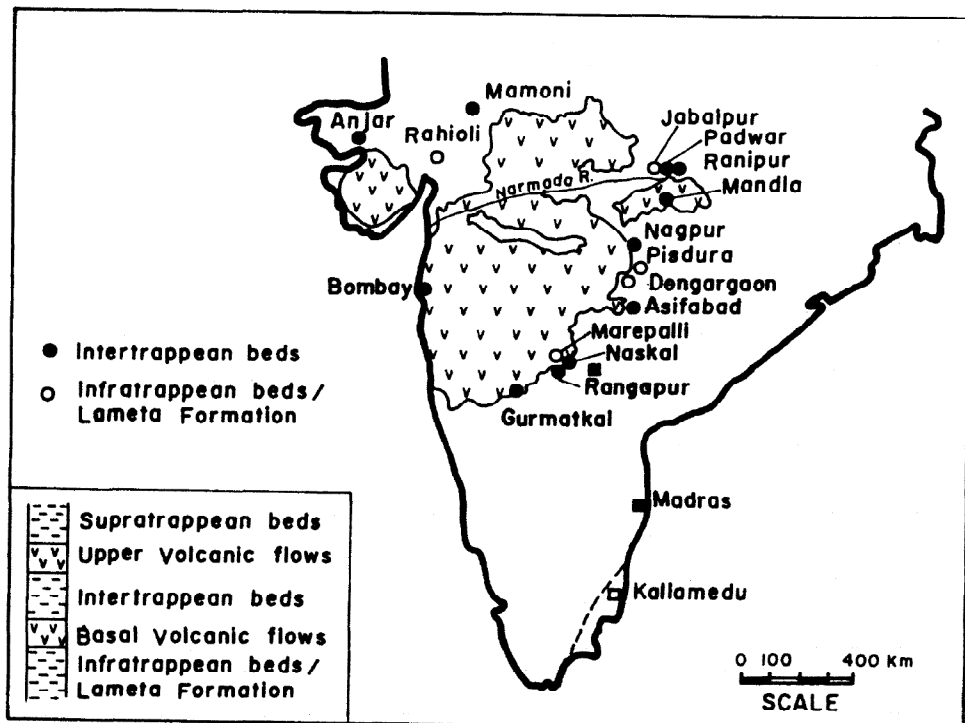 Mamoni
Anjar
Rahioli
Jabalpur
Padwar
Ranipur
Mandla
Narmada R.
Nagpur
Pisdura
Dongargaon
Bombay
Asifabad
Marepalli
Naskal
Rangapur
Gurmatkal
Intertrappean beds
Infratrappean beds/
Lameta Formation
Madras
Kallamedu
Supratrappean beds
Upper Volcanic flows
Intertrappean beds
Basal Volcanic flows
Infratrappean beds/
Lameta Formation
0 100 400 Km
SCALE